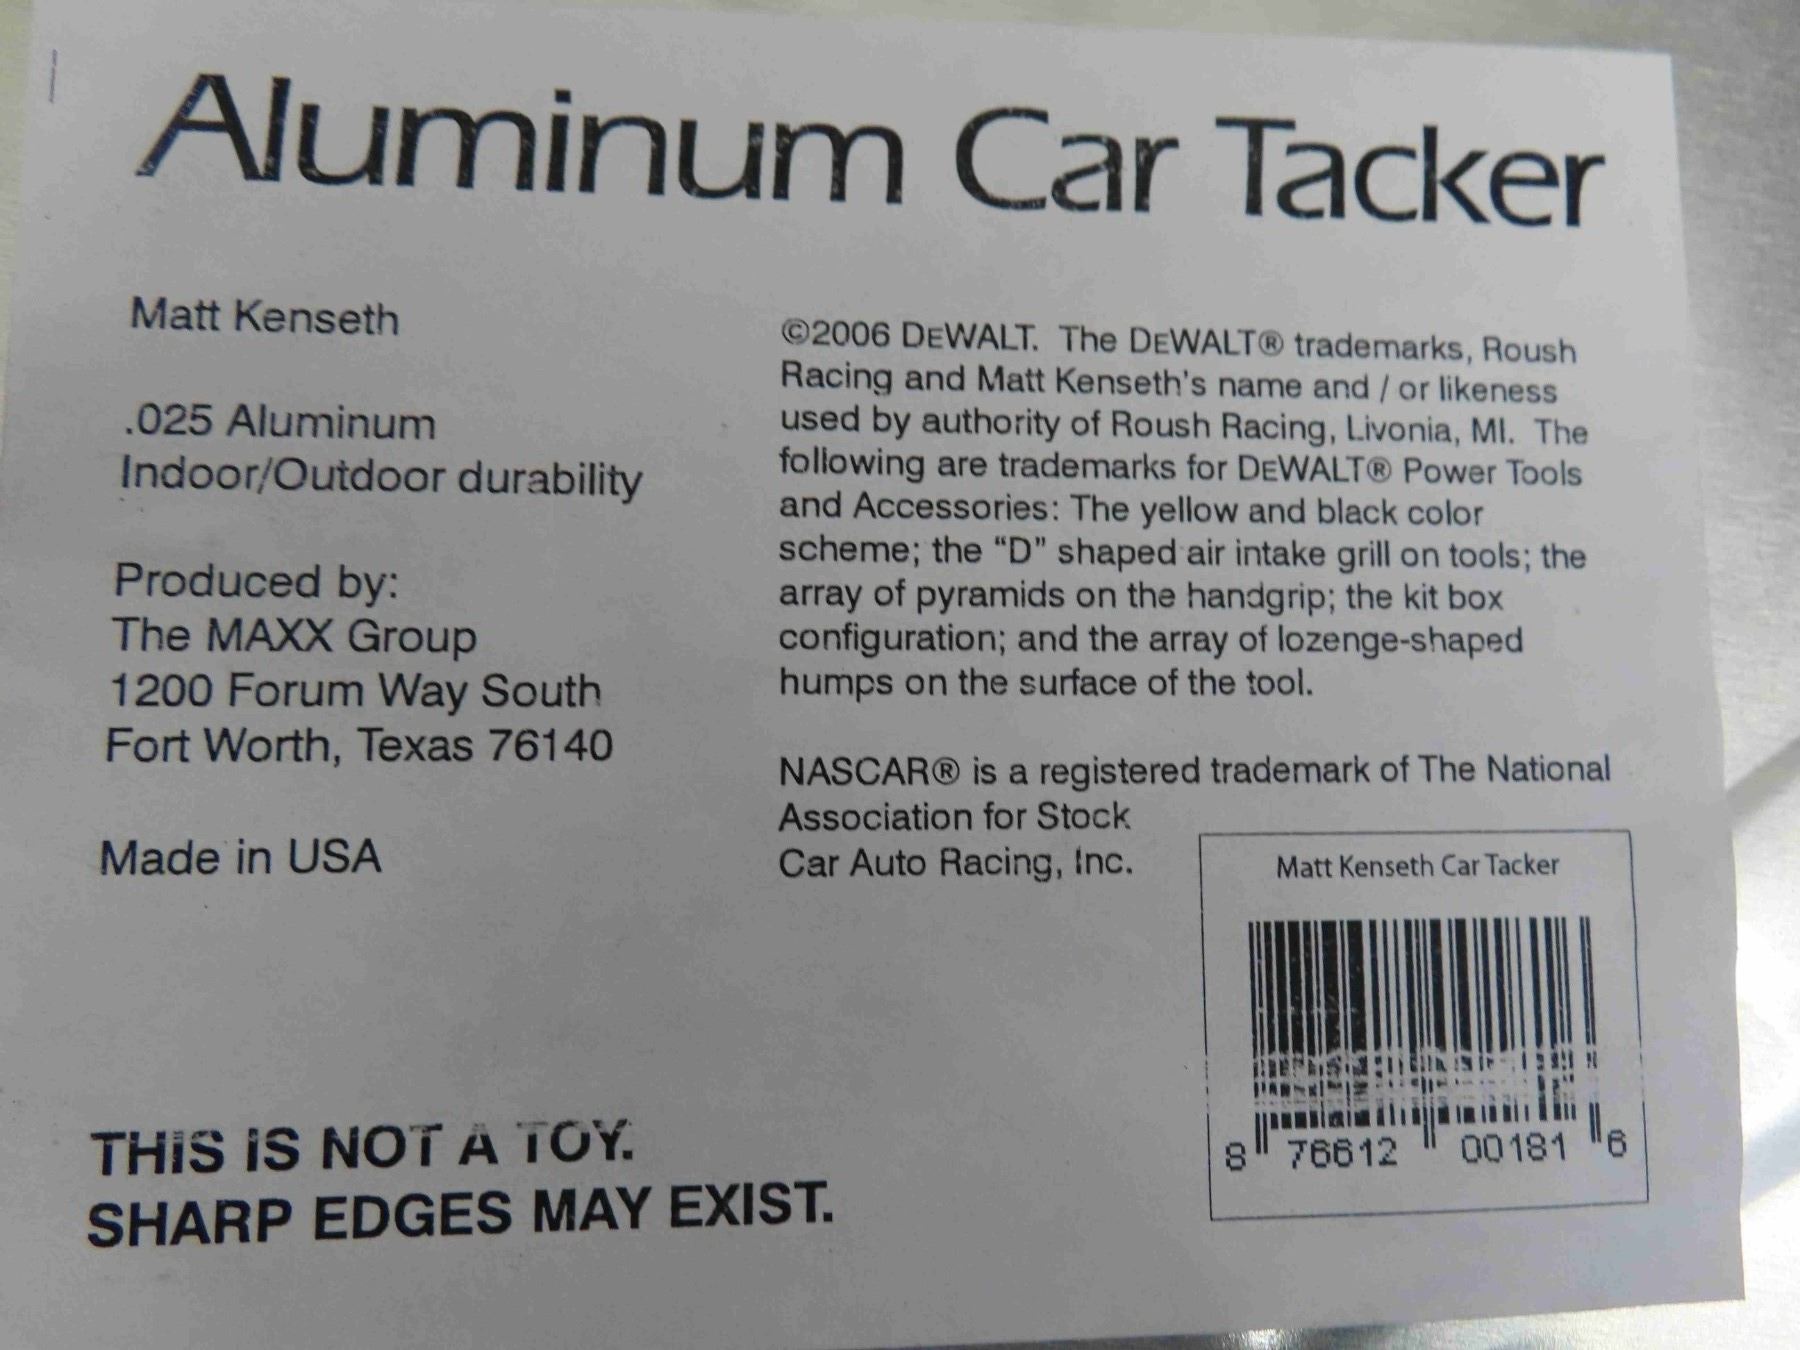 Aluminum Car Tacker
Matt Kenseth
.025 Aluminum
Indoor/Outdoor durability
Produced by:
The MAXX Group
1200 Forum Way South
Fort Worth, Texas 76140
Made in USA
©2006 DEWALT. The DEWALT® trademarks, Roush
Racing and Matt Kenseth's name and / or likeness
used by authority of Roush Racing, Livonia, MI. The
following are trademarks for DEWALT® Power Tools
and Accessories: The yellow and black color
scheme; the “D” shaped air intake grill on tools; the
array of pyramids on the handgrip; the kit box
configuration; and the array of lozenge-shaped
humps on the surface of the tool.
NASCAR® is a registered trademark of The National
Association for Stock
Car Auto Racing, Inc.
Matt Kenseth Car Tacker
8 76612 00181 6
THIS IS NOT A TOY.
SHARP EDGES MAY EXIST.